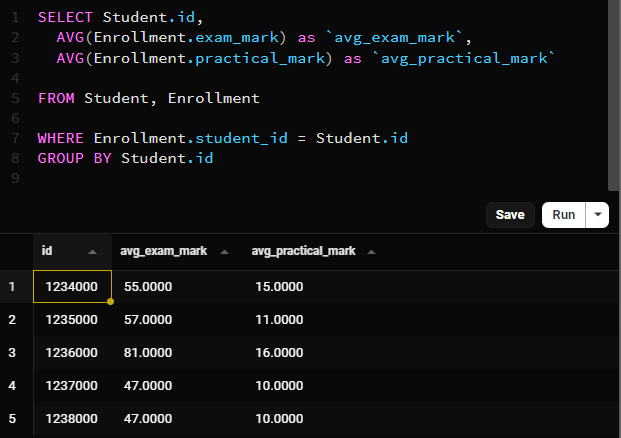 1 SELECT Student.id,
2 AVG(Enrollment.exam_mark) as `avg_exam_mark`,
3 AVG(Enrollment.practical_mark) as `avg_practical_mark`
4
5 FROM Student, Enrollment
6
7 WHERE Enrollment.student_id = Student.id
8 GROUP BY Student.id
9
Save Run
id avg_exam_mark avg_practical_mark
1 1234000 55.0000 15.0000
2 1235000 57.0000 11.0000
3 1236000 81.0000 16.0000
4 1237000 47.0000 10.0000
5 1238000 47.0000 10.0000